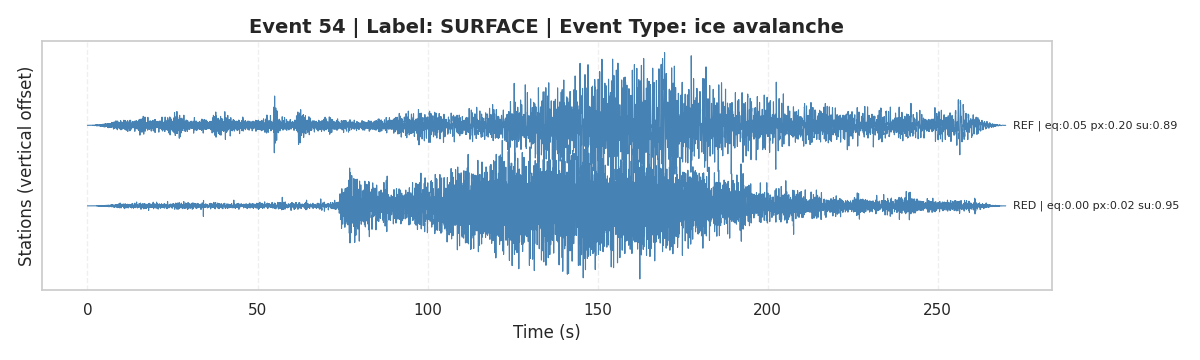 Event 54 | Label: SURFACE | Event Type: ice avalanche
Stations (vertical offset)
REF | eq:0.05 px:0.20 su:0.89
RED | eq:0.00 px:0.02 su:0.95
0 50 100 150 200 250
Time (s)